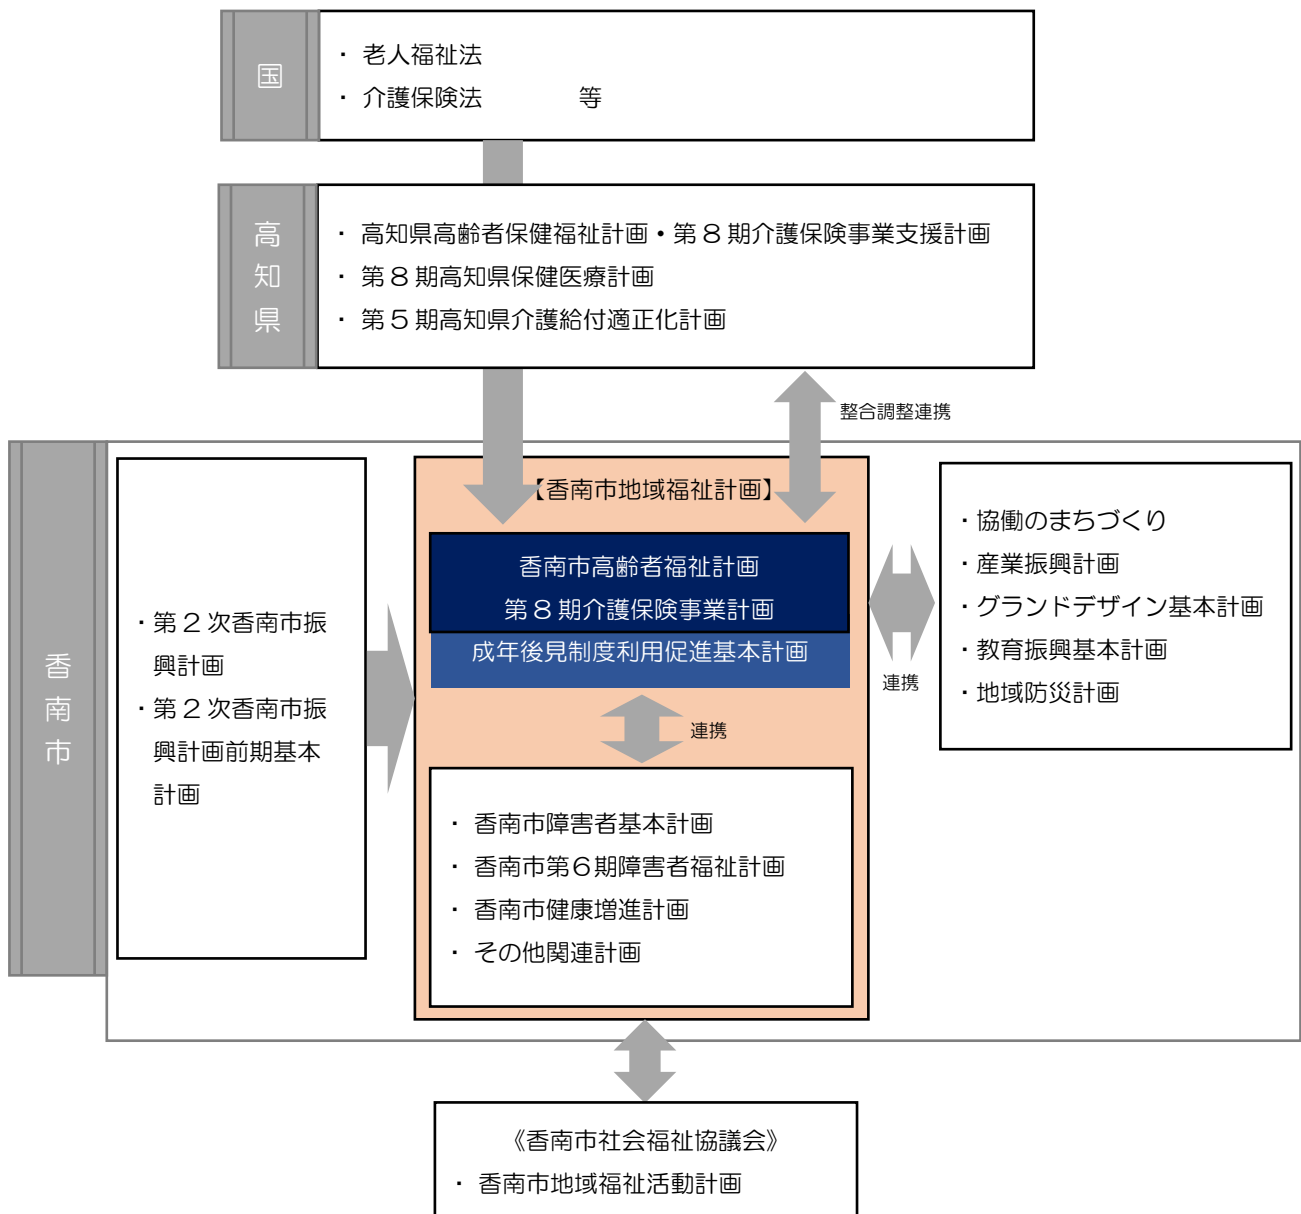 国
・ 老人福祉法
・ 介護保険法　　　等
高知県
・ 高知県高齢者保健福祉計画・第８期介護保険事業支援計画
・ 第８期高知県保健医療計画
・ 第５期高知県介護給付適正化計画
整合調整連携
香南市
・第２次香南市振
興計画
・第２次香南市振
興計画前期基本
計画
【香南市地域福祉計画】
香南市高齢者福祉計画
第８期介護保険事業計画
成年後見制度利用促進基本計画
連携
・ 香南市障害者基本計画
・ 香南市第６期障害者福祉計画
・ 香南市健康増進計画
・ その他関連計画
連携
・協働のまちづくり
・産業振興計画
・グランドデザイン基本計画
・教育振興基本計画
・地域防災計画
《香南市社会福祉協議会》
・ 香南市地域福祉活動計画